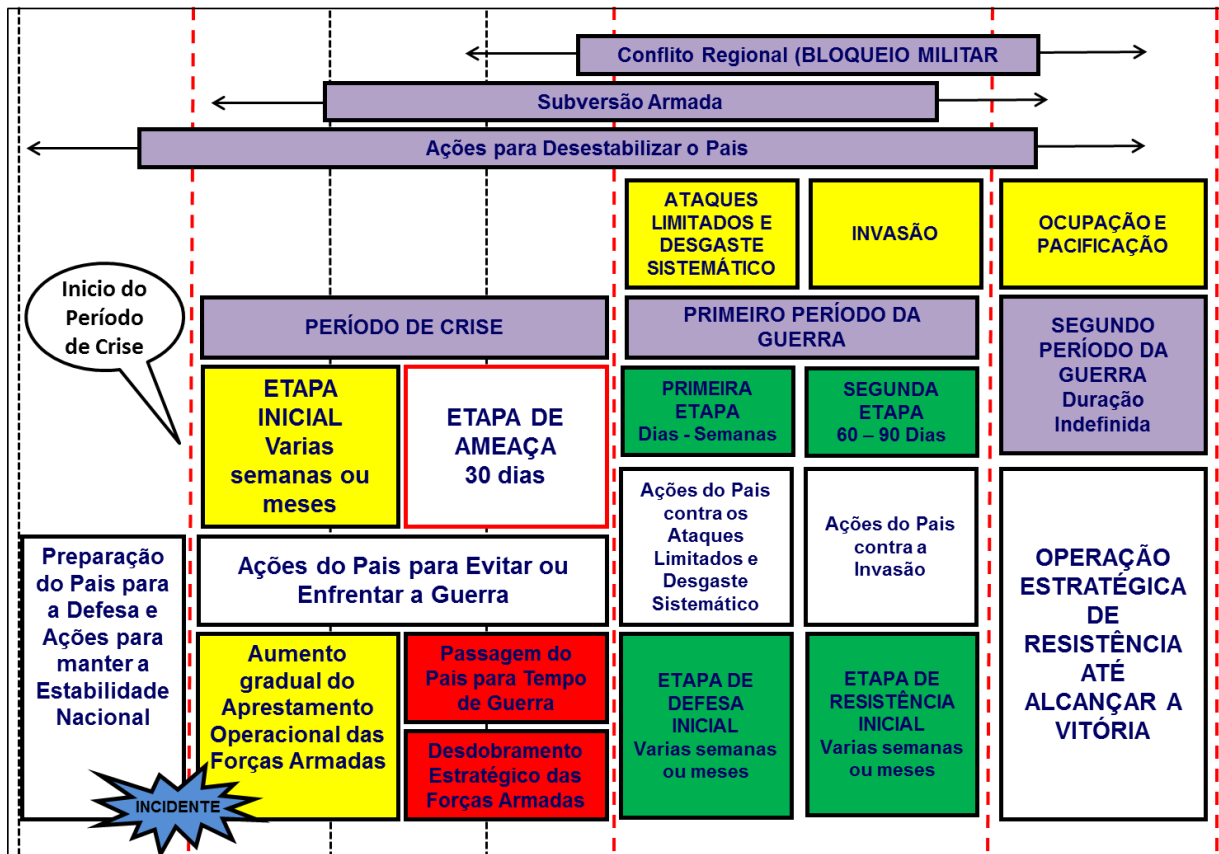 Conflito Regional (BLOQUEIO MILITAR
Subversão Armada
Ações para Desestabilizar o Pais
ATAQUES
LIMITADOS E
DESGASTE
SISTEMÁTICO
INVASÃO
OCUPAÇÃO E
PACIFICAÇÃO
Inicio do
Período
de Crise
PERÍODO DE CRISE
PRIMEIRO PERÍODO DA
GUERRA
SEGUNDO
PERÍODO DA
GUERRA
Duração
Indefinida
ETAPA
INICIAL
Varias
semanas ou
meses
ETAPA DE
AMEAÇA
30 dias
PRIMEIRA
ETAPA
Dias - Semanas
SEGUNDA
ETAPA
60 – 90 Dias
Preparação
do Pais para
a Defesa e
Ações para
manter a
Estabilidade
Nacional
Ações do Pais para Evitar ou
Enfrentar a Guerra
Ações do Pais
contra os
Ataques
Limitados e
Desgaste
Sistemático
Ações do Pais
contra a
Invasão
OPERAÇÃO
ESTRATÉGICA
DE
RESISTÊNCIA
ATÉ
ALCANÇAR A
VITÓRIA
Aumento
gradual do
Aprestamento
Operacional das
Forças Armadas
Passagem do
Pais para Tempo
de Guerra
Desdobramento
Estratégico das
Forças Armadas
ETAPA DE
DEFESA
INICIAL
Varias semanas
ou meses
ETAPA DE
RESISTÊNCIA
INICIAL
Varias semanas
ou meses
INCIDENTE